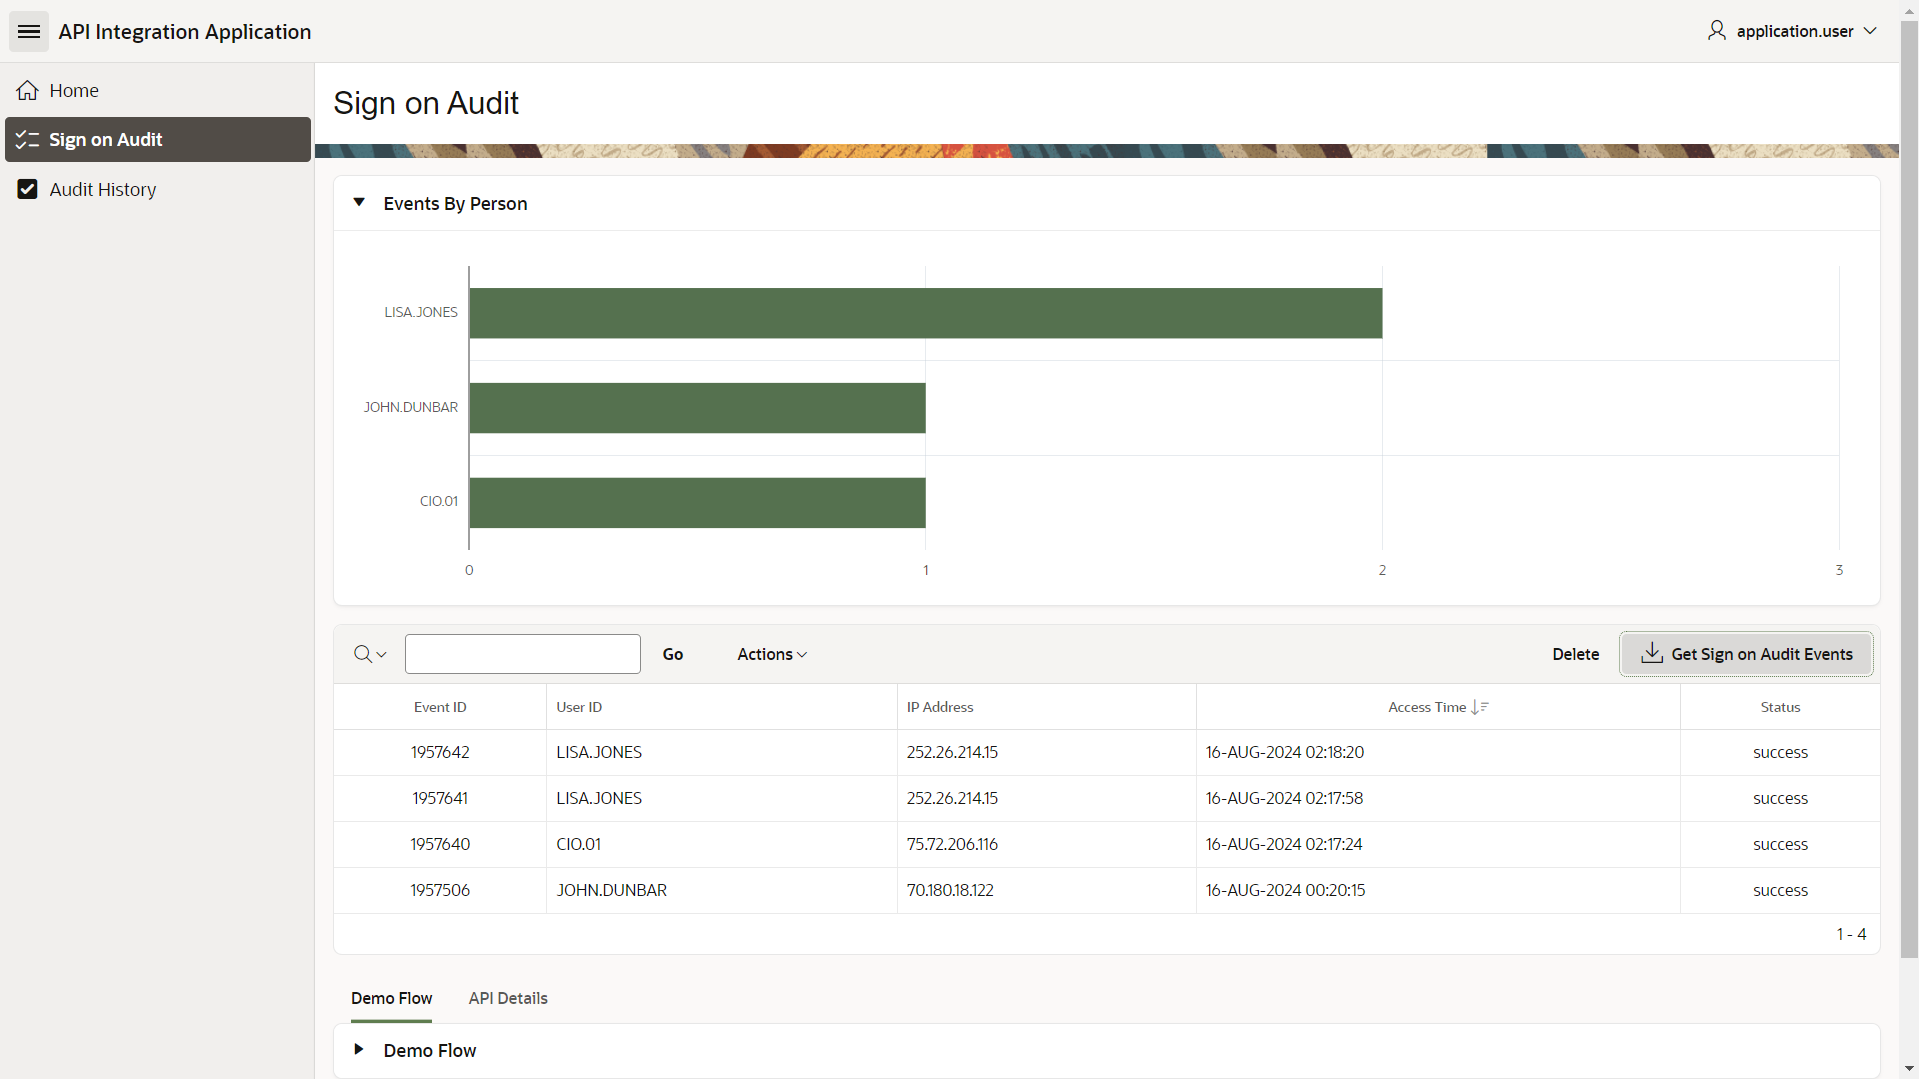 API Integration Application
application.user
Home
Sign on Audit
Audit History
Sign on Audit
Events By Person
LISA.JONES
JOHN.DUNBAR
CIO.01
0 1 2 3
Go Actions Delete Get Sign on Audit Events
Event ID User ID IP Address Access Time Status
1957642 LISA.JONES 252.26.214.15 16-AUG-2024 02:18:20 success
1957641 LISA.JONES 252.26.214.15 16-AUG-2024 02:17:58 success
1957640 CIO.01 75.72.206.116 16-AUG-2024 02:17:24 success
1957506 JOHN.DUNBAR 70.180.18.122 16-AUG-2024 00:20:15 success
1 - 4
Demo Flow API Details
Demo Flow